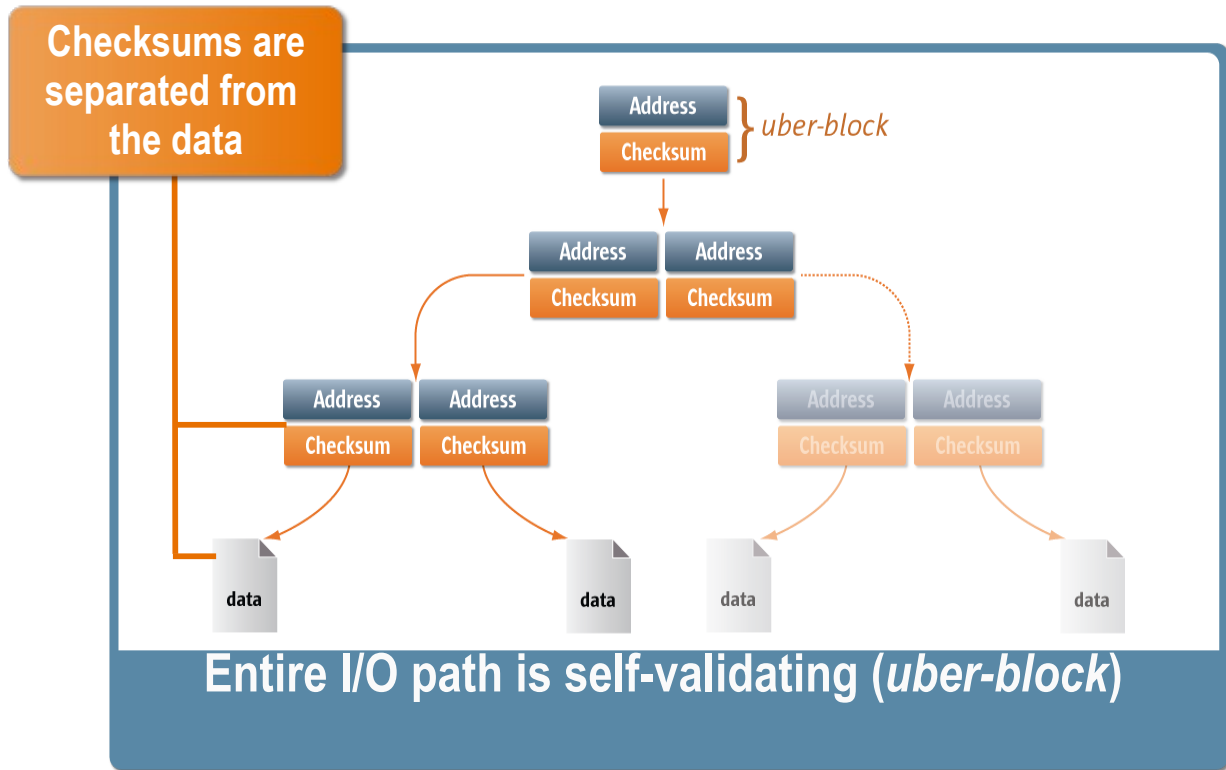 Checksums are
separated from
the data
Address
uber-block
Checksum
Address Address
Checksum Checksum
Address Address Address Address
Checksum Checksum Checksum Checksum
data data data data
Entire I/O path is self-validating (uber-block)